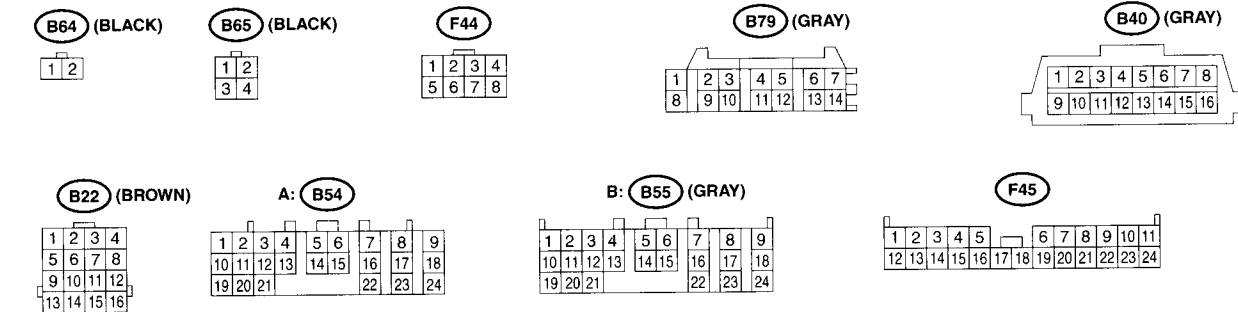 B64 (BLACK)
1 2
B65 (BLACK)
1 2
3 4
F44
1 2 3 4
5 6 7 8
B79 (GRAY)
1 2 3 4 5 6 7
8 9 10 11 12 13 14
B40 (GRAY)
1 2 3 4 5 6 7 8
9 10 11 12 13 14 15 16
B22 (BROWN)
1 2 3 4
5 6 7 8
9 10 11 12
13 14 15 16
A: B54
1 2 3 4 5 6 7 8 9
10 11 12 13 14 15 16 17 18
19 20 21 22 23 24
B: B55 (GRAY)
1 2 3 4 5 6 7 8 9
10 11 12 13 14 15 16 17 18
19 20 21 22 23 24
F45
1 2 3 4 5 6 7 8 9 10 11
12 13 14 15 16 17 18 19 20 21 22 23 24